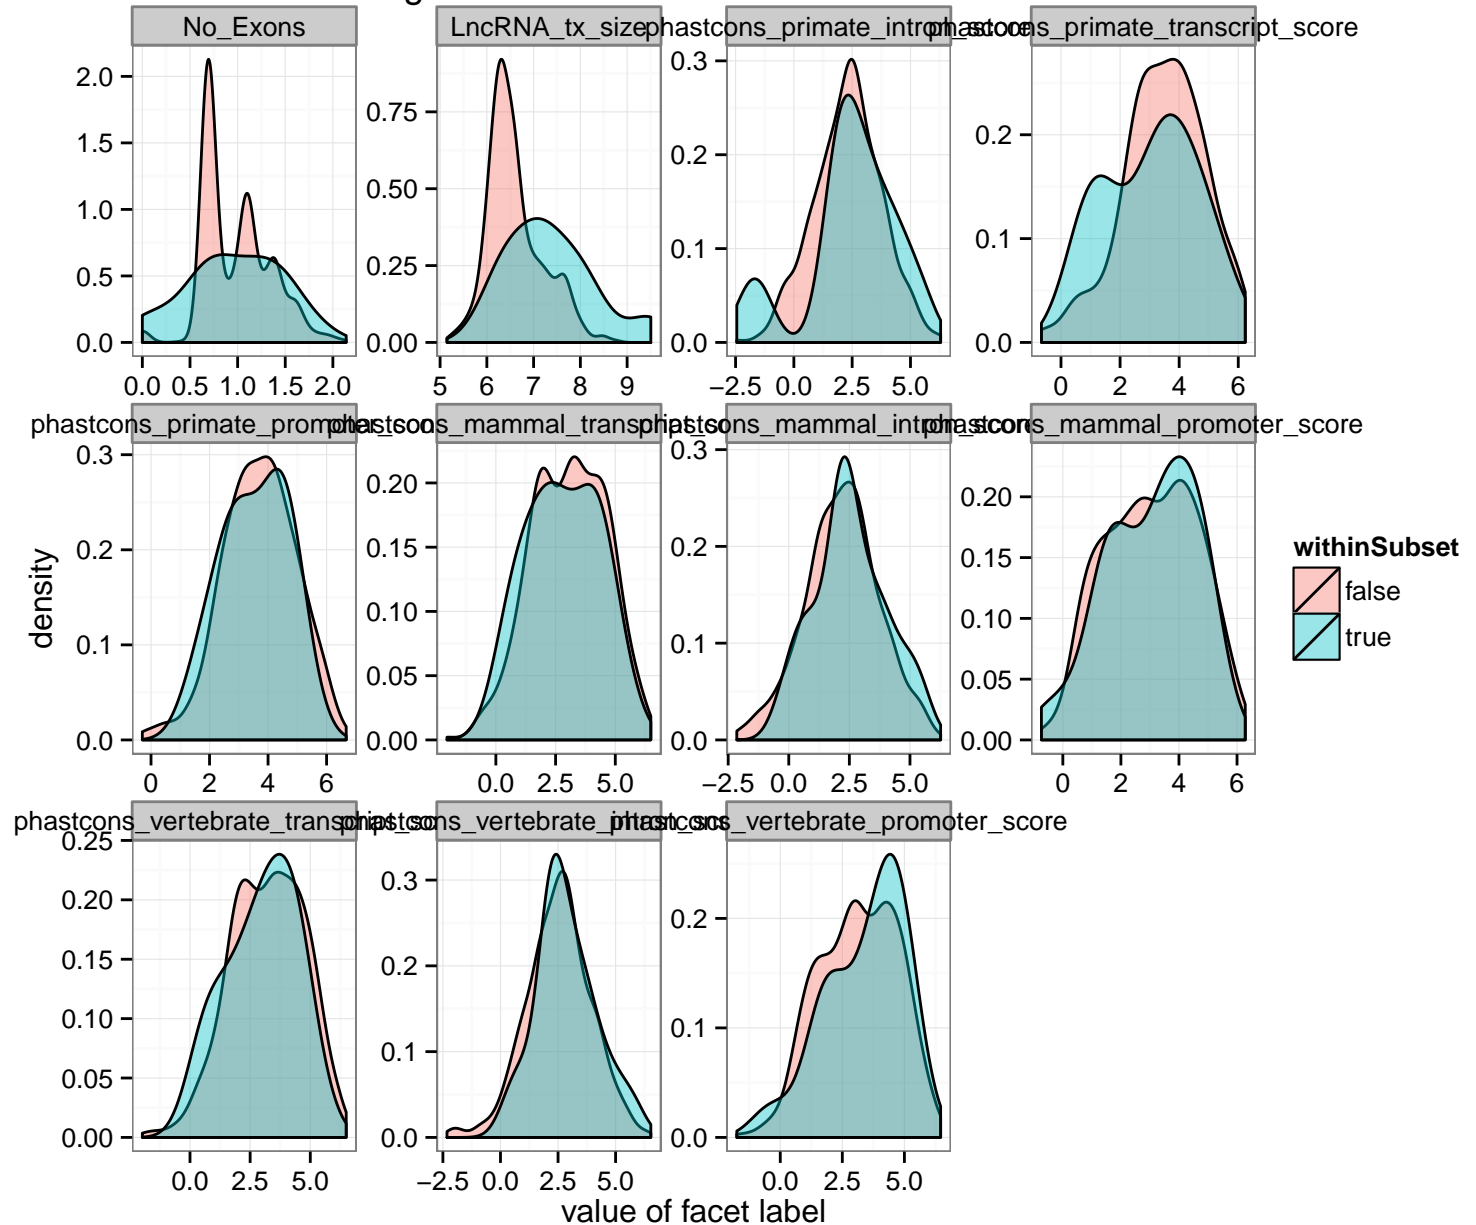 No_Exons
LncRNA_tx_size
phastcons_primate_intron_score
phastcons_primate_transcript_score
2.0
1.5
1.0
0.5
0.0
0.75
0.50
0.25
0.00
0.3
0.2
0.1
0.0
0.2
0.1
0.0
0.0 0.5 1.0 1.5 2.0
5 6 7 8 9
−2.5 0.0 2.5 5.0
0 2 4 6
phastcons_primate_promoter_score
phastcons_mammal_transcript_score
phastcons_mammal_intron_score
phastcons_mammal_promoter_score
0.3
0.2
0.1
0.0
0.20
0.15
0.10
0.05
0.00
0.3
0.2
0.1
0.0
0.20
0.15
0.10
0.05
0.00
0 2 4 6
0.0 2.5 5.0
−2.5 0.0 2.5 5.0
0 2 4 6
density
withinSubset
false
true
phastcons_vertebrate_transcript_score
phastcons_vertebrate_intron_score
phastcons_vertebrate_promoter_score
0.25
0.20
0.15
0.10
0.05
0.00
0.3
0.2
0.1
0.0
0.2
0.1
0.0
0.0 2.5 5.0
−2.5 0.0 2.5 5.0
0.0 2.5 5.0
value of facet label